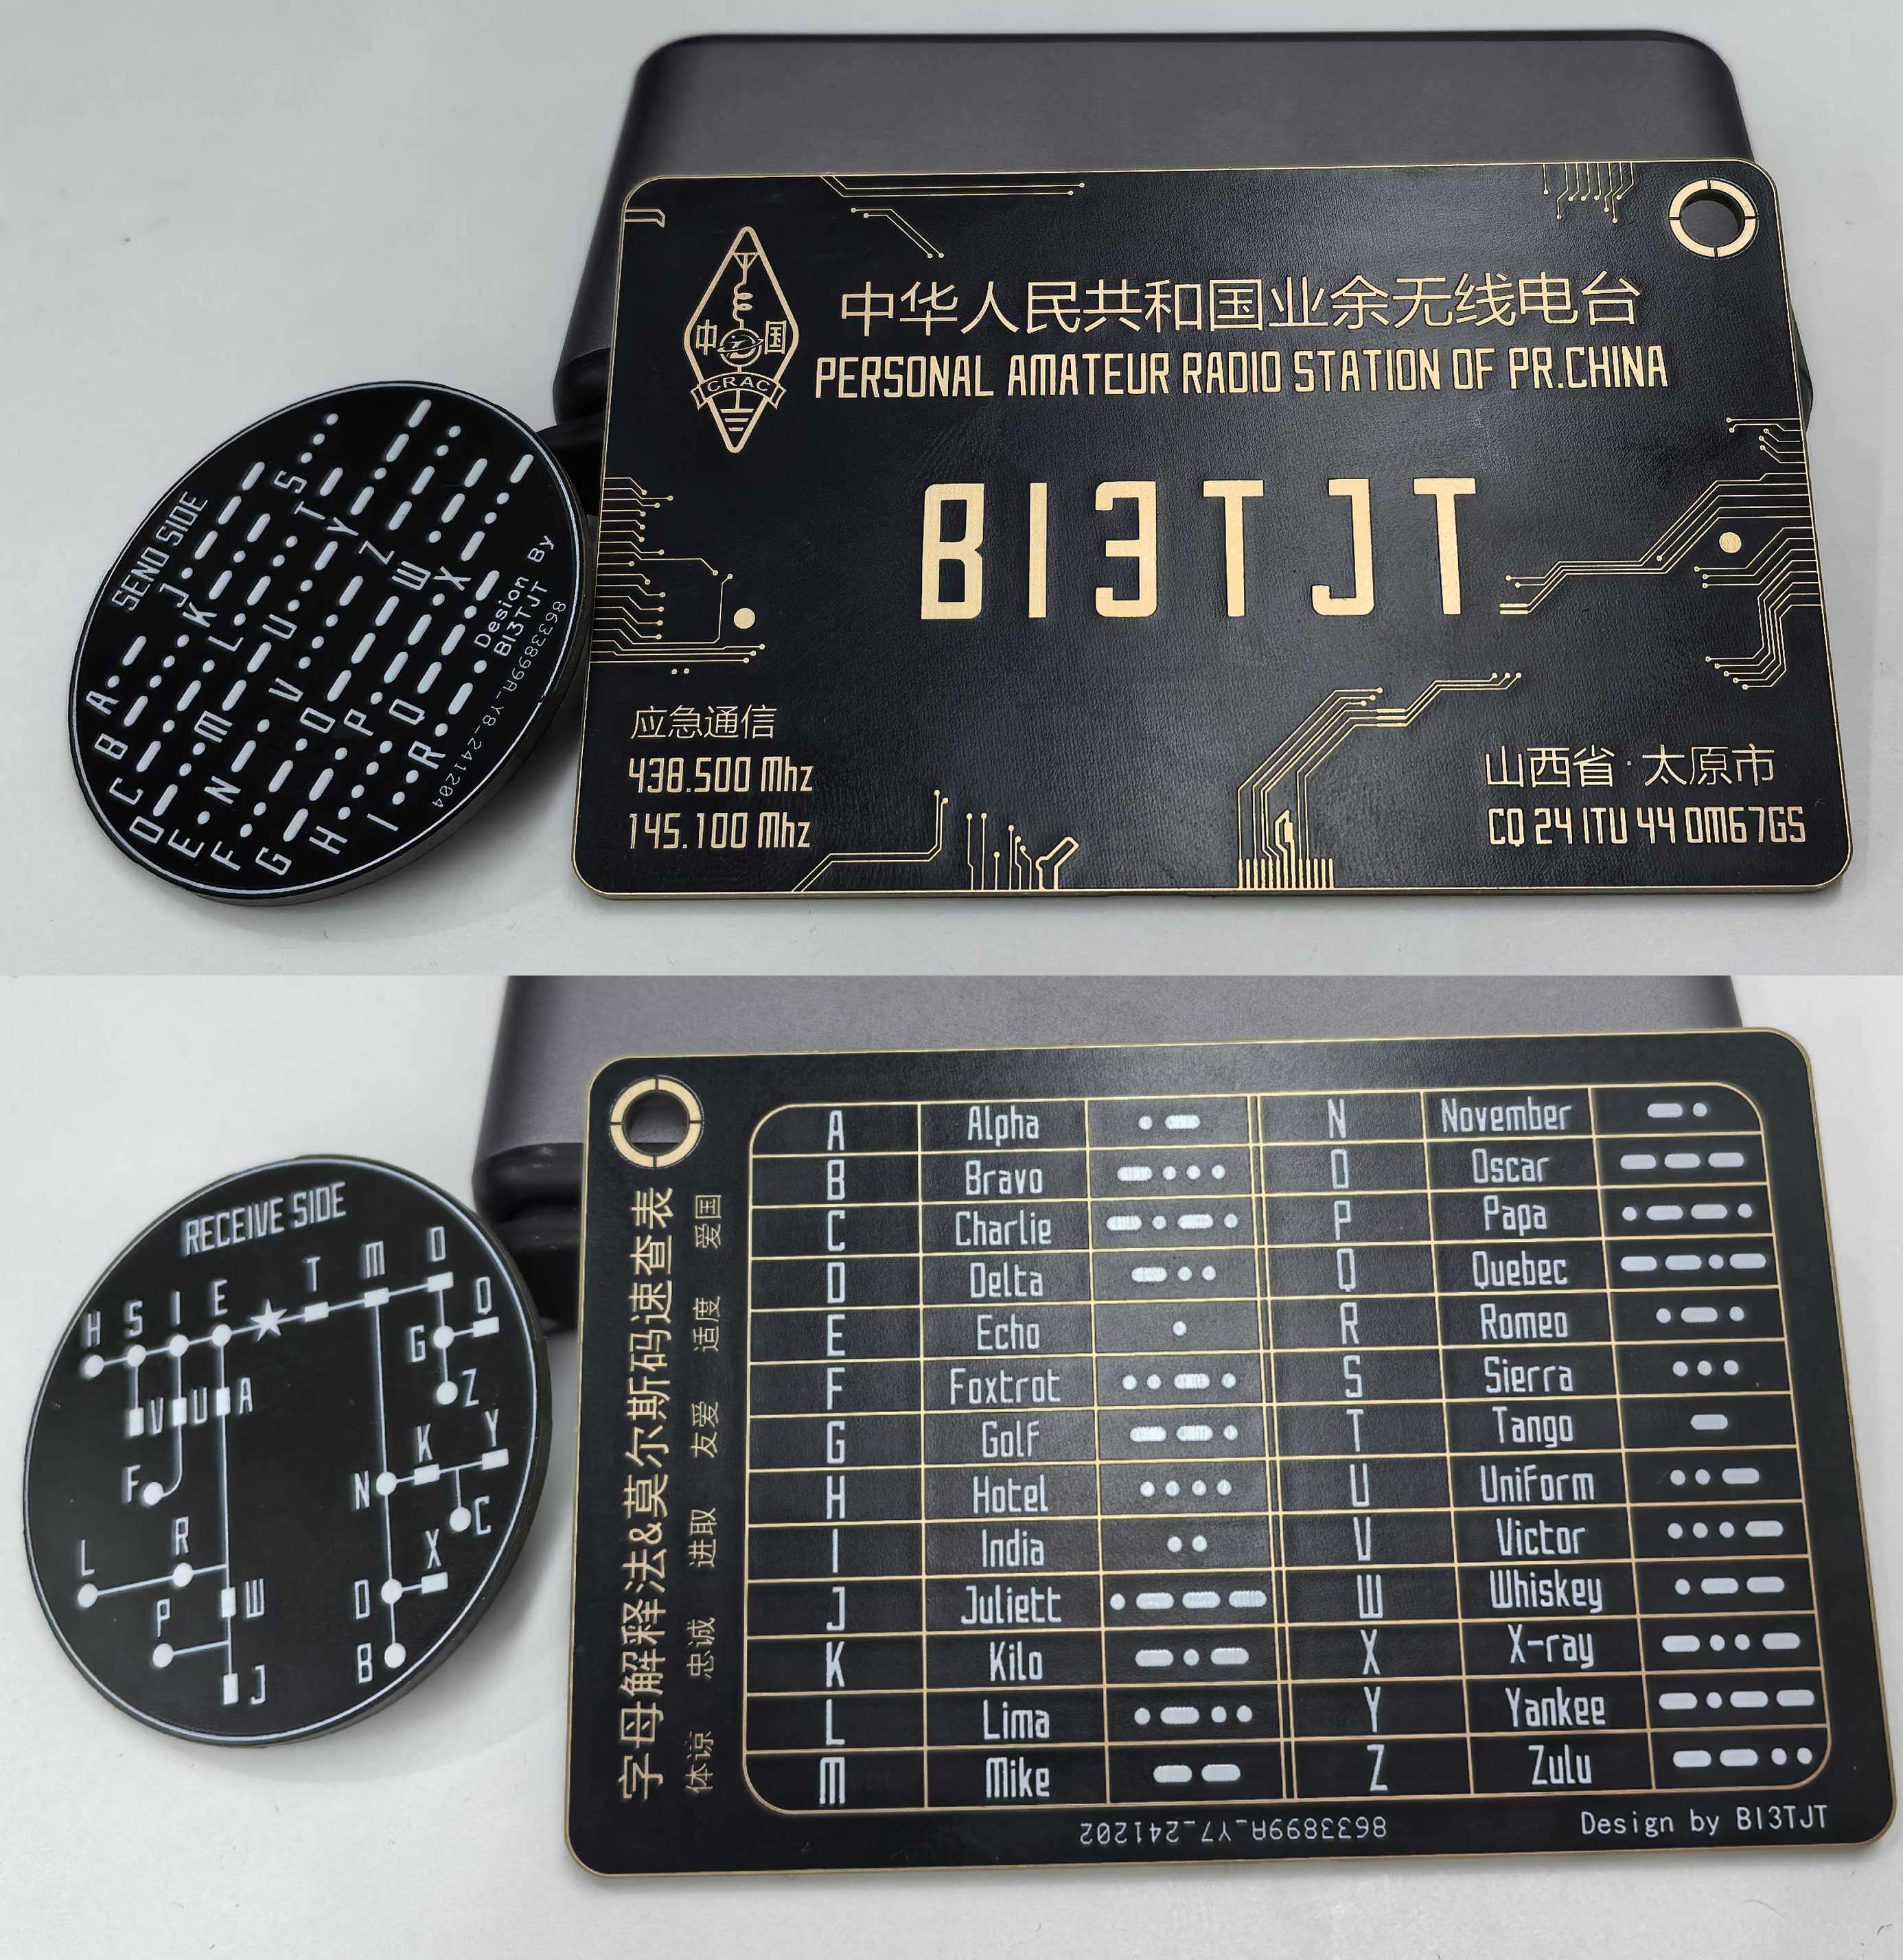 中 国
CRAC
中华人民共和国业余无线电台
PERSONAL AMATEUR RADIO STATION OF PR.CHINA
BI3TJT
应急通信
438.500 Mhz
145.100 Mhz
山西省·太原市
CQ 24 ITU 44 OM67GS
SEND SIDE
A
B
C
D
E
F
G
H
I
J
K
L
M
N
O
P
Q
R
S
T
U
V
W
X
Y
Z
Design By
BI3TJT
8633899A_Y8-241204
RECEIVE SIDE
H S I E T M O
V U A G Q
Z
F N K Y
C
L R X
P W D
J B
字母解释法&莫尔斯码速查表
体谅 忠诚 进取 友爱 适度 爱国
A Alpha •– N November –•
B Bravo –••• O Oscar –––
C Charlie –•–• P Papa •––•
D Delta –•• Q Quebec ––•–
E Echo • R Romeo •–•
F Foxtrot ••–• S Sierra •••
G Golf ––• T Tango –
H Hotel •••• U Uniform ••–
I India •• V Victor •••–
J Juliett •––– W Whiskey •––
K Kilo –•– X X-ray –••–
L Lima •–•• Y Yankee –•––
M Mike –– Z Zulu ––••
8633899A_Y7_241202
Design by BI3TJT